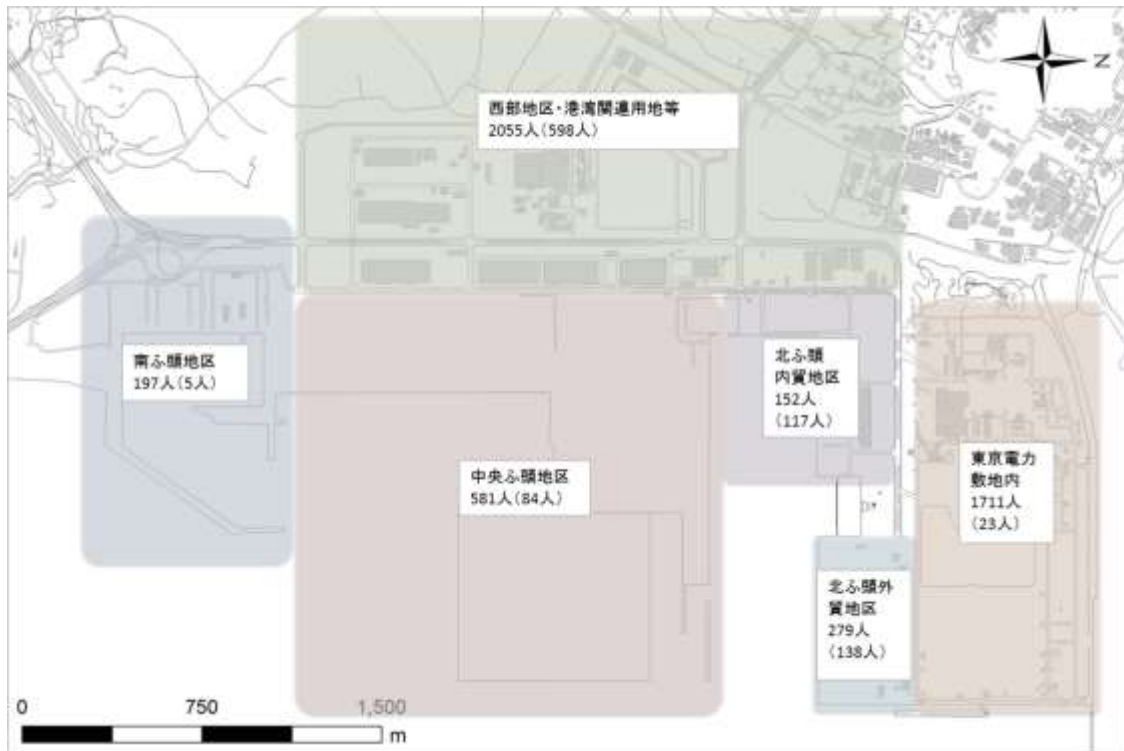 N
西部地区・港湾関連用地等
2055人(598人)
南ふ頭地区
197人(5人)
北ふ頭
内貿地区
152人
(117人)
中央ふ頭地区
581人(84人)
東京電力
敷地内
1711人
(23人)
北ふ頭外
貿地区
279人
(138人)
0 750 1,500
m